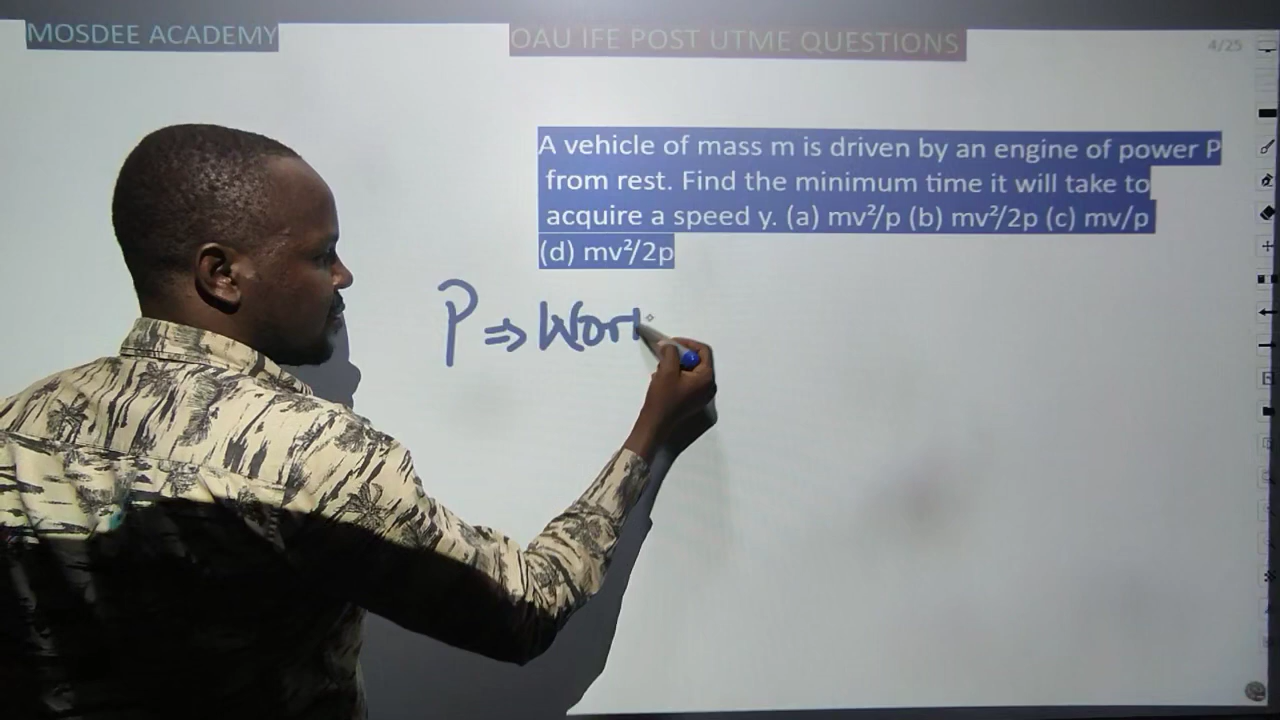 MOSDEE ACADEMY
OAU IFE POST UTME QUESTIONS
4/25
A vehicle of mass m is driven by an engine of power P
from rest. Find the minimum time it will take to
acquire a speed y. (a) mv²/p (b) mv²/2p (c) mv/p
(d) mv²/2p
P ⇒ Work